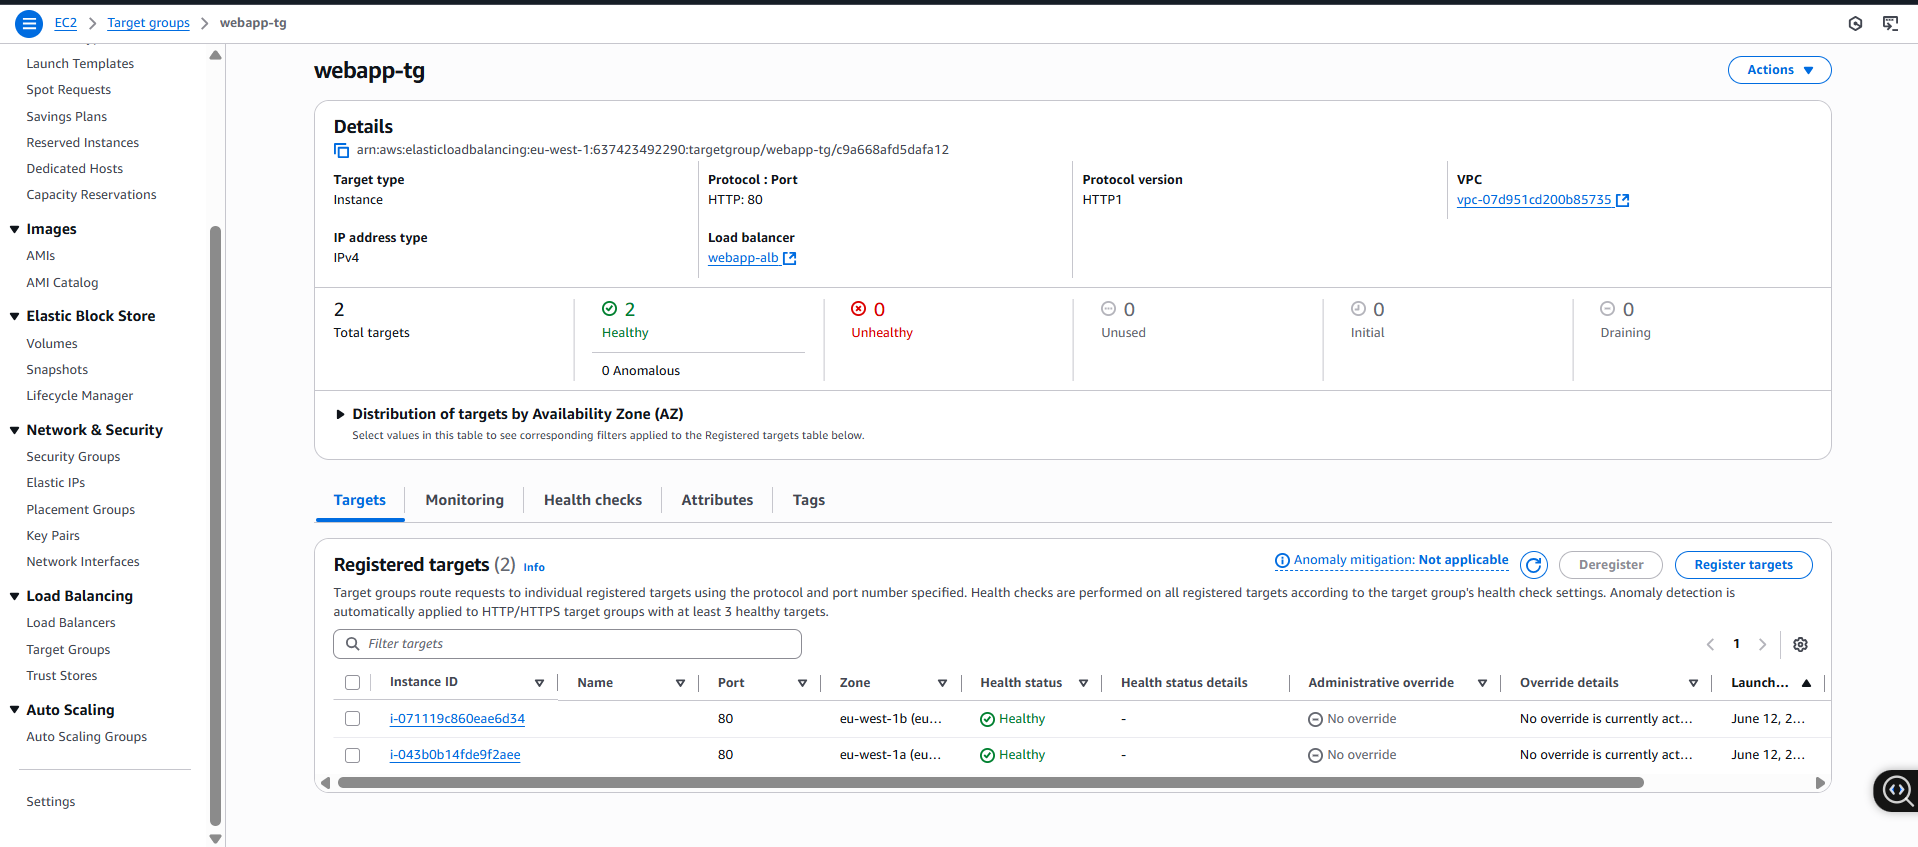 EC2 > Target groups > webapp-tg
Launch Templates
Spot Requests
Savings Plans
Reserved Instances
Dedicated Hosts
Capacity Reservations
Images
AMIs
AMI Catalog
Elastic Block Store
Volumes
Snapshots
Lifecycle Manager
Network & Security
Security Groups
Elastic IPs
Placement Groups
Key Pairs
Network Interfaces
Load Balancing
Load Balancers
Target Groups
Trust Stores
Auto Scaling
Auto Scaling Groups
Settings
webapp-tg
Actions
Details
arn:aws:elasticloadbalancing:eu-west-1:637423492290:targetgroup/webapp-tg/c9a668afd5dafa12
Target type
Instance
Protocol : Port
HTTP: 80
Protocol version
HTTP1
VPC
vpc-07d951cd200b85735
IP address type
IPv4
Load balancer
webapp-alb
2
Total targets
2
Healthy
0 Anomalous
0
Unhealthy
0
Unused
0
Initial
0
Draining
Distribution of targets by Availability Zone (AZ)
Select values in this table to see corresponding filters applied to the Registered targets table below.
Targets Monitoring Health checks Attributes Tags
Registered targets (2) Info
Anomaly mitigation: Not applicable
Deregister
Register targets
Target groups route requests to individual registered targets using the protocol and port number specified. Health checks are performed on all registered targets according to the target group's health check settings. Anomaly detection is
automatically applied to HTTP/HTTPS target groups with at least 3 healthy targets.
Filter targets
1
Instance ID Name Port Zone Health status Health status details Administrative override Override details Launch...
i-071119c860eae6d34 80 eu-west-1b (eu... Healthy - No override No override is currently act... June 12, 2...
i-043b0b14fde9f2aee 80 eu-west-1a (eu... Healthy - No override No override is currently act... June 12, 2...